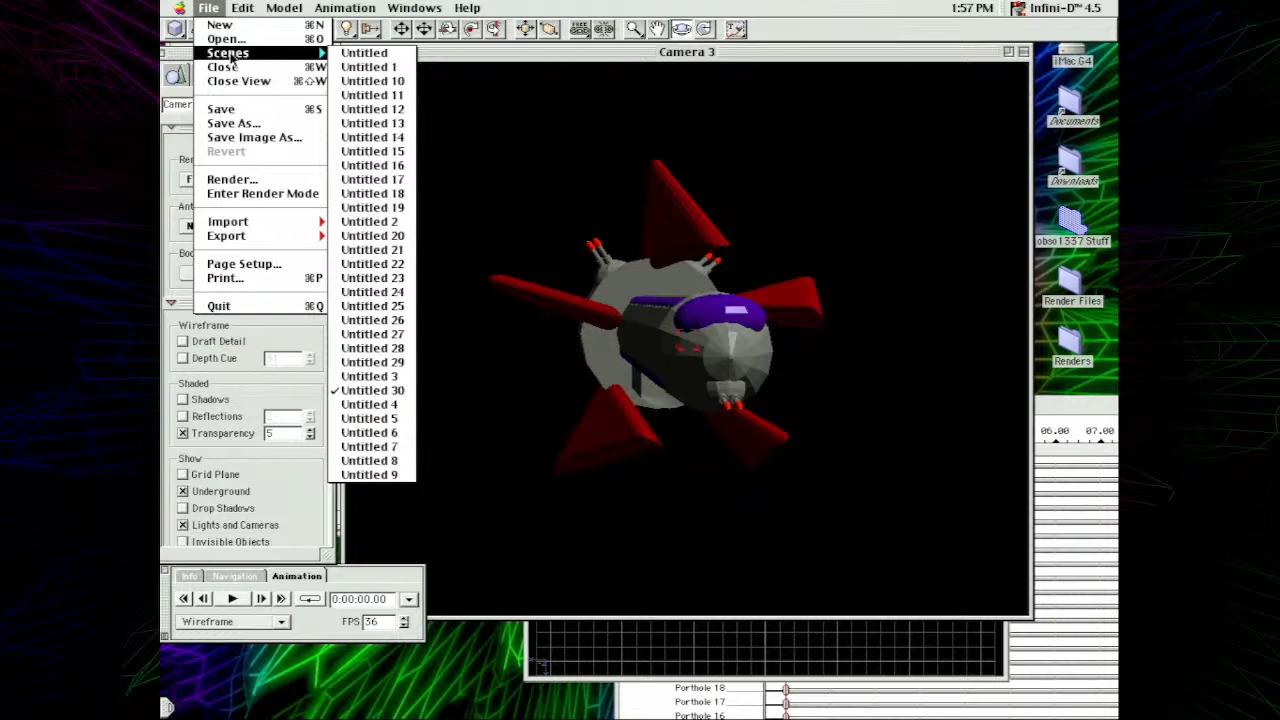 File Edit Model Animation Windows Help 1:57 PM Infini-D™ 4.5
New ⌘N
Open... ⌘O
Scenes
Close ⌘W
Close View ⌘⇧W
Save ⌘S
Save As...
Save Image As...
Revert
Render...
Enter Render Mode
Import
Export
Page Setup...
Print... ⌘P
Quit ⌘Q
Untitled
Untitled 1
Untitled 10
Untitled 11
Untitled 12
Untitled 13
Untitled 14
Untitled 15
Untitled 16
Untitled 17
Untitled 18
Untitled 19
Untitled 2
Untitled 20
Untitled 21
Untitled 22
Untitled 23
Untitled 24
Untitled 25
Untitled 26
Untitled 27
Untitled 28
Untitled 29
Untitled 3
✓Untitled 30
Untitled 4
Untitled 5
Untitled 6
Untitled 7
Untitled 8
Untitled 9
Camera 3
iMac G4
Documents
Downloads
obsol337 Stuff
Render Files
Renders
Camer
Ren
F
Ant
N
Boo
Wireframe
Draft Detail
Depth Cue 51
Shaded
Shadows
Reflections
Transparency 5
Show
Grid Plane
Underground
Drop Shadows
Lights and Cameras
Invisible Objects
Info Navigation Animation
0:00:00.00
Wireframe FPS 36
06.00 07.00
Porthole 18
Porthole 17
Porthole 16